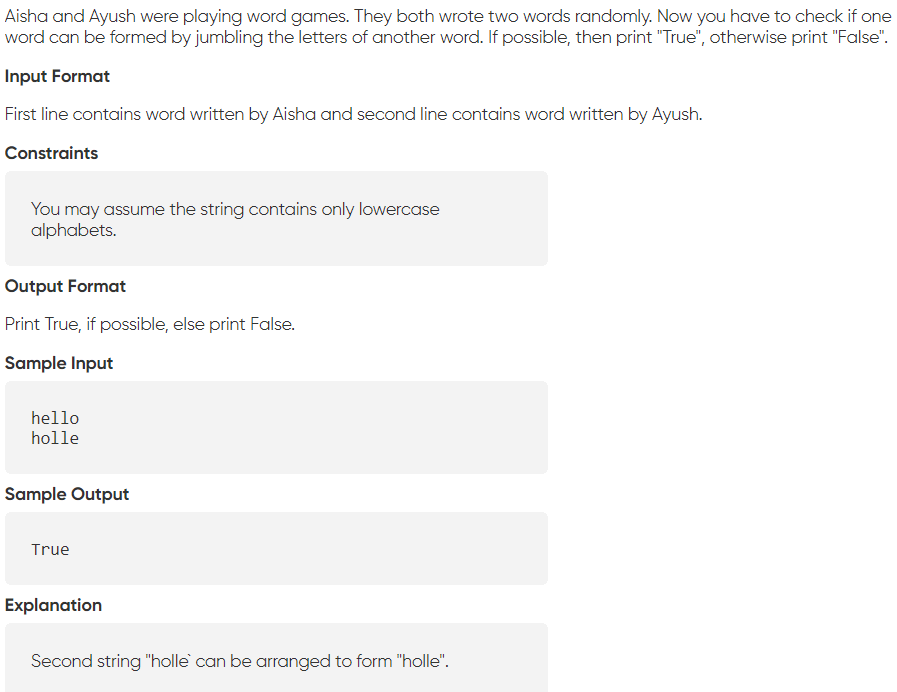 Aisha and Ayush were playing word games. They both wrote two words randomly. Now you have to check if one
word can be formed by jumbling the letters of another word. If possible, then print "True", otherwise print "False".
Input Format
First line contains word written by Aisha and second line contains word written by Ayush.
Constraints
You may assume the string contains only lowercase
alphabets.
Output Format
Print True, if possible, else print False.
Sample Input
hello
holle
Sample Output
True
Explanation
Second string "holle` can be arranged to form "holle".